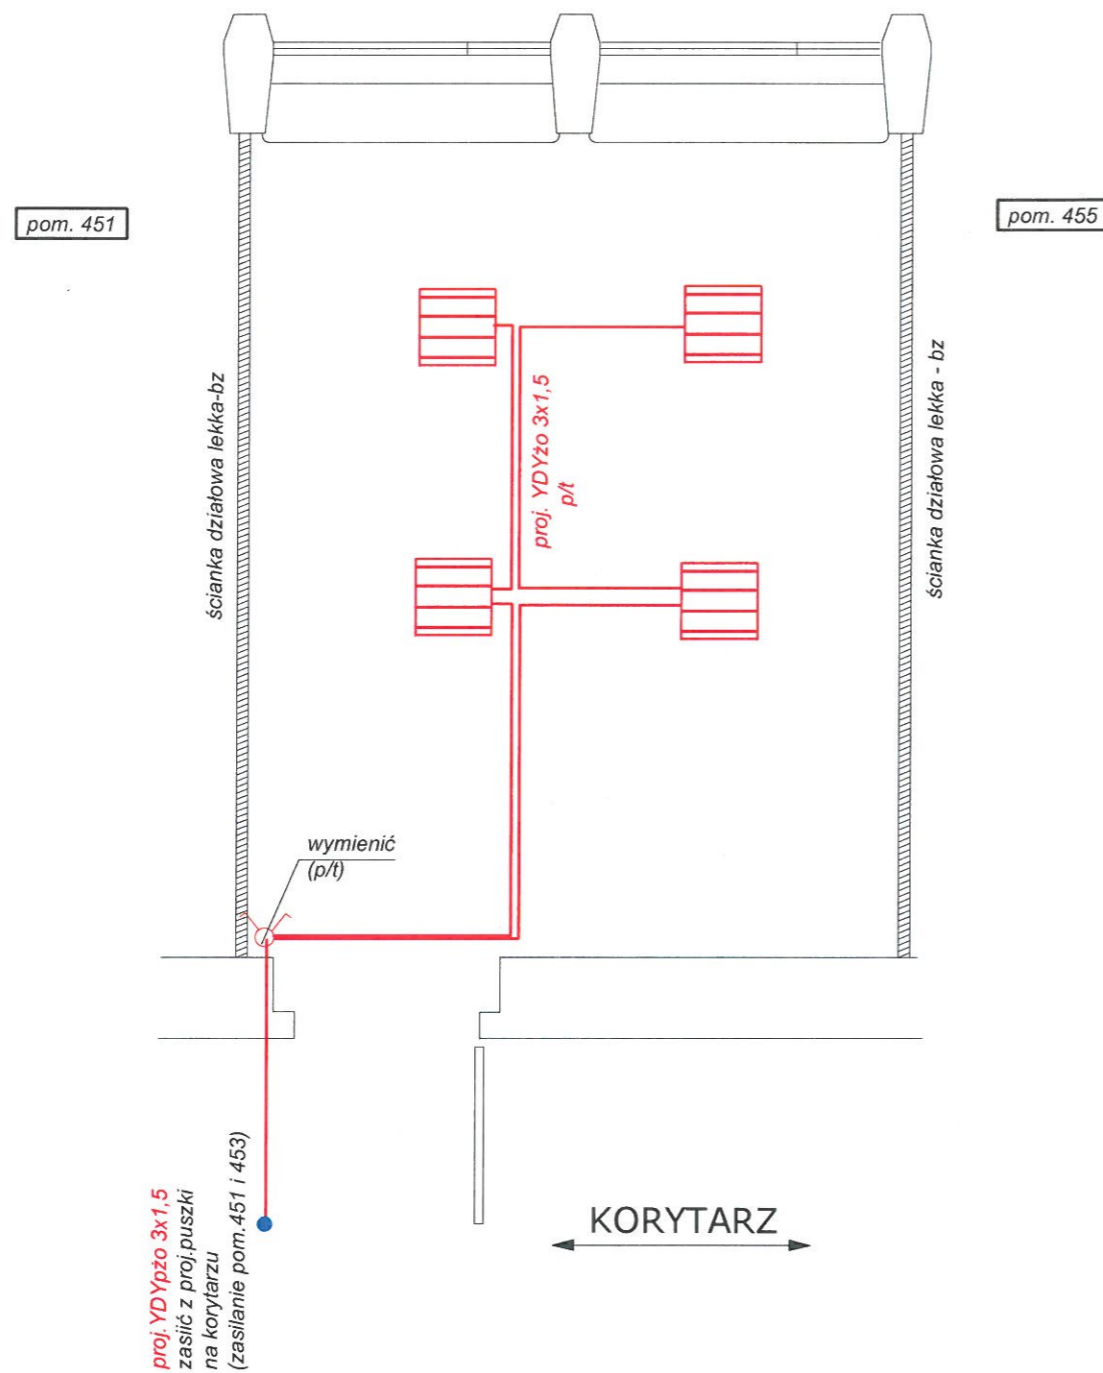 pom. 451
pom. 455
ścianka działowa lekka-bz
proj. YDYżo 3x1,5
p/t
ścianka działowa lekka - bz
wymienić
(p/t)
proj. YDYpżo 3x1,5
zasiić z proj.puszki
na korytarzu
(zasilanie pom.451 i 453)
KORYTARZ